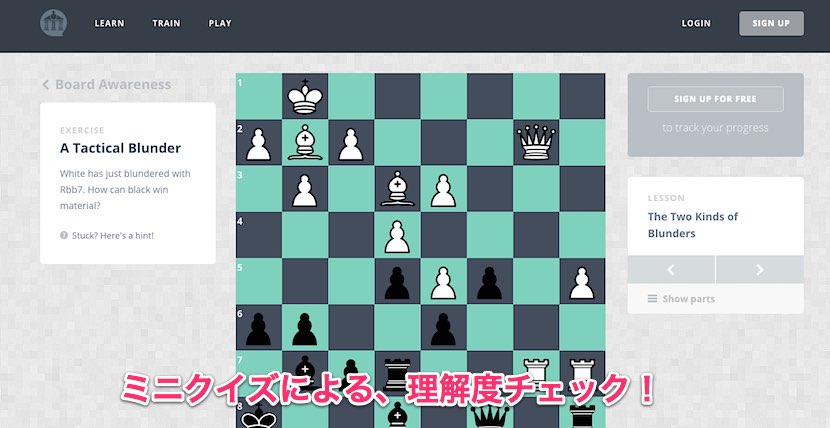 LEARN
TRAIN
PLAY
LOGIN
SIGN UP
Board Awareness
EXERCISE
A Tactical Blunder
White has just blundered with
Rbb7. How can black win
material?
Stuck? Here's a hint!
1
2
3
4
5
6
7
8
SIGN UP FOR FREE
to track your progress
LESSON
The Two Kinds of
Blunders
Show parts
ミニクイズによる、理解度チェック！